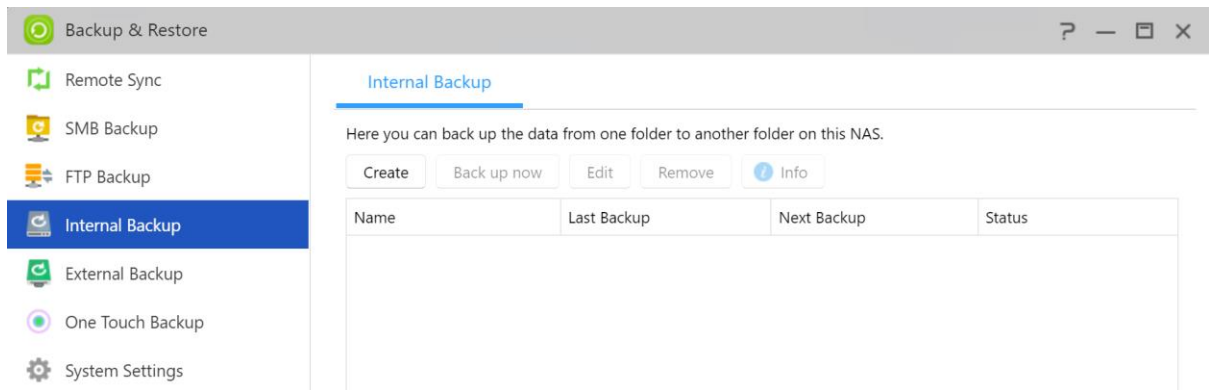 Backup & Restore
Remote Sync
SMB Backup
FTP Backup
Internal Backup
External Backup
One Touch Backup
System Settings
Internal Backup
Here you can back up the data from one folder to another folder on this NAS.
Create Back up now Edit Remove Info
Name Last Backup Next Backup Status